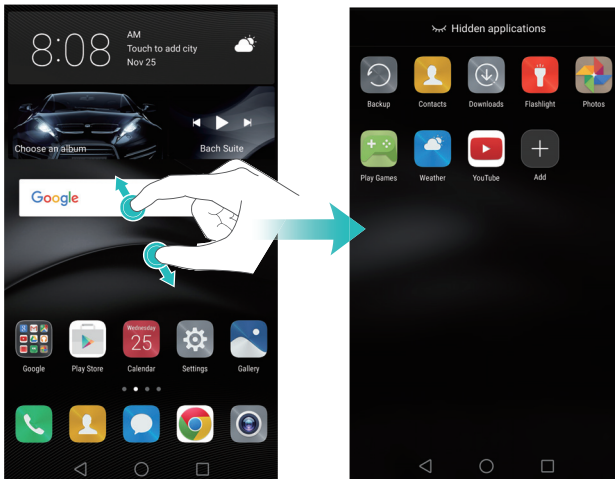 8:08
AM
Touch to add city
Nov 25
Choose an album
Bach Suite
Google
Wednesday
25
Google
Play Store
Calendar
Settings
Gallery
Hidden applications
Backup
Contacts
Downloads
Flashlight
Photos
Play Games
Weather
YouTube
Add